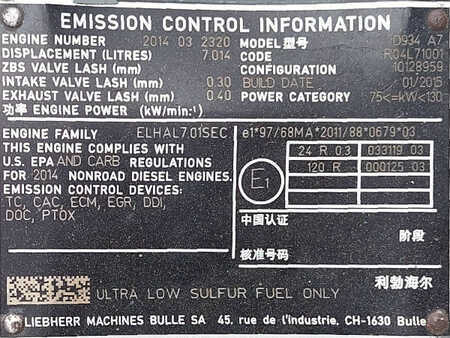 EMISSION CONTROL INFORMATION
ENGINE NUMBER 2014 03 2320 MODEL型号 D934 A7
DISPLACEMENT (LITRES) 7.014 CODE R04L71001
ZBS VALVE LASH (mm) CONFIGURATION 10128959
INTAKE VALVE LASH (mm) 0.30 BUILD DATE 01/2015
EXHAUST VALVE LASH (mm) 0.40 POWER CATEGORY 75<=kW<130
功率 ENGINE POWER (kW/min⁻¹)
ENGINE FAMILY ELHAL7.01SEC e1*97/68MA*2011/88*0679*03
THIS ENGINE COMPLIES WITH 24 R 0.3 033119 03
U.S. EPA AND CARB REGULATIONS 120 R 000125 03
FOR 2014 NONROAD DIESEL ENGINES. E1
EMISSION CONTROL DEVICES:
TC, CAC, ECM, EGR, DDI,
DOC, PTOX
中国认证
阶段
核准号码
ULTRA LOW SULFUR FUEL ONLY 利勃海尔
LIEBHERR MACHINES BULLE SA 45, rue de l'industrie, CH-1630 Bulle